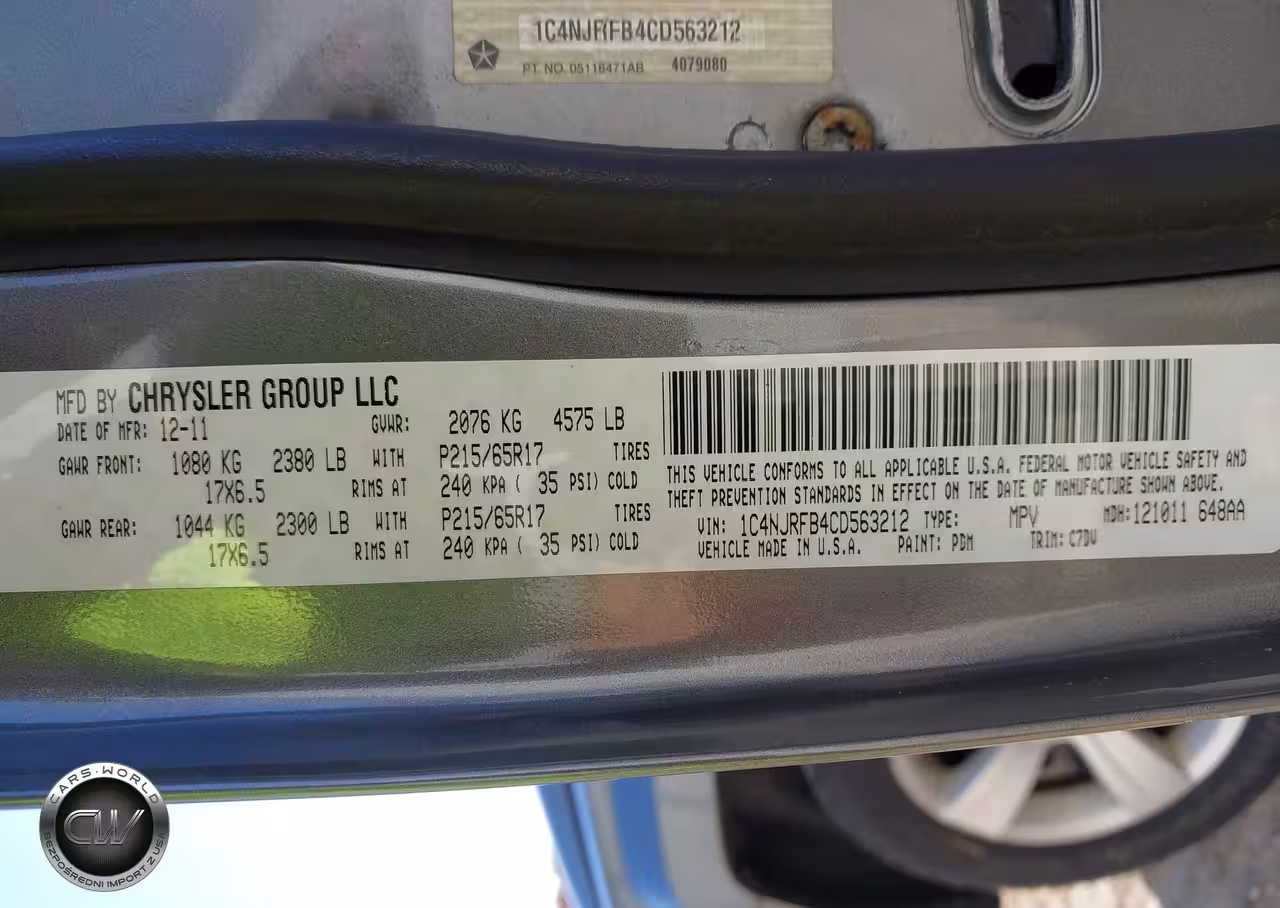 1C4NJRFB4CD563212
PT. NO. 05116471AB 4079080
MFD BY CHRYSLER GROUP LLC
DATE OF MFR: 12-11 GVWR: 2076 KG 4575 LB
GAWR FRONT: 1080 KG 2380 LB WITH P215/65R17 TIRES
17X6.5 RIMS AT 240 KPA ( 35 PSI) COLD
GAWR REAR: 1044 KG 2300 LB WITH P215/65R17 TIRES
17X6.5 RIMS AT 240 KPA ( 35 PSI) COLD
THIS VEHICLE CONFORMS TO ALL APPLICABLE U.S.A. FEDERAL MOTOR VEHICLE SAFETY AND
THEFT PREVENTION STANDARDS IN EFFECT ON THE DATE OF MANUFACTURE SHOWN ABOVE.
VIN: 1C4NJRFB4CD563212 TYPE: MPV MDH:121011 648AA
VEHICLE MADE IN U.S.A. PAINT: PDM TRIM: C7DV
CARS-WORLD
CW
BEZPOŚREDNI IMPORT Z USA